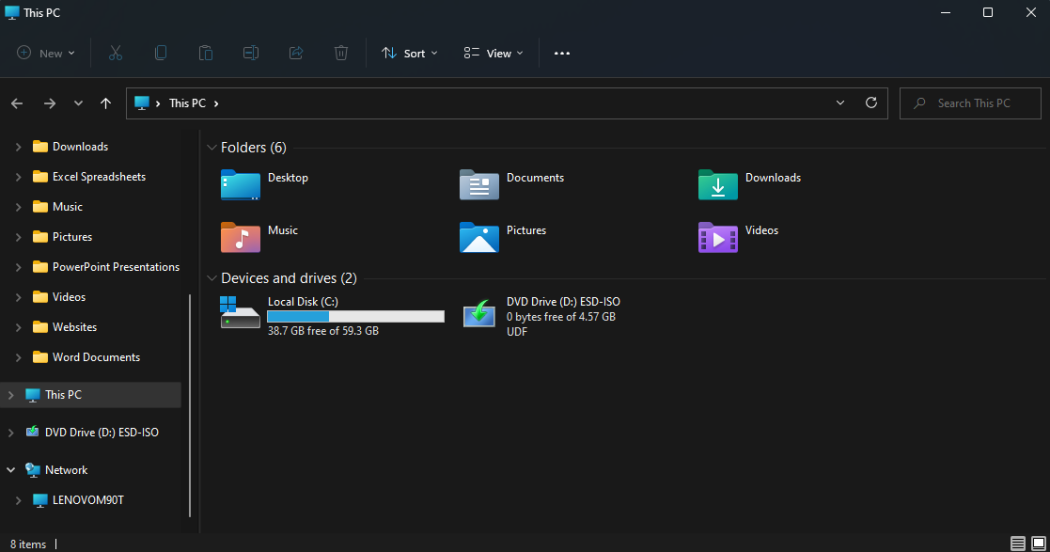 This PC
New
Sort
View
This PC
Search This PC
Downloads
Excel Spreadsheets
Music
Pictures
PowerPoint Presentations
Videos
Websites
Word Documents
This PC
DVD Drive (D:) ESD-ISO
Network
LENOVOM90T
Folders (6)
Desktop
Documents
Downloads
Music
Pictures
Videos
Devices and drives (2)
Local Disk (C:)
38.7 GB free of 59.3 GB
DVD Drive (D:) ESD-ISO
0 bytes free of 4.57 GB
UDF
8 items